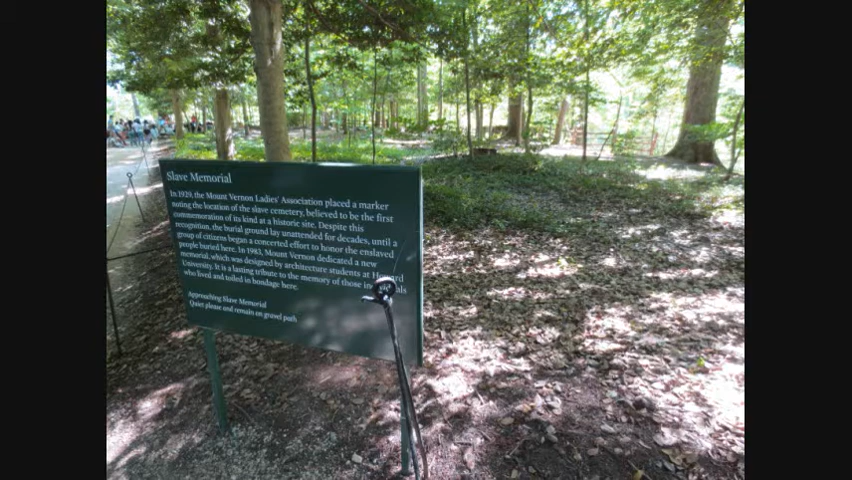 Slave Memorial
In 1929, the Mount Vernon Ladies' Association placed a marker
noting the location of the slave cemetery, believed to be the first
commemoration of its kind at a historic site. Despite this
recognition, the burial ground lay unattended for decades, until a
group of citizens began a concerted effort to honor the enslaved
people buried here. In 1983, Mount Vernon dedicated a new
memorial, which was designed by architecture students at Howard
University. It is a lasting tribute to the memory of those individuals
who lived and toiled in bondage here.
Approaching Slave Memorial
Quiet please and remain on gravel path